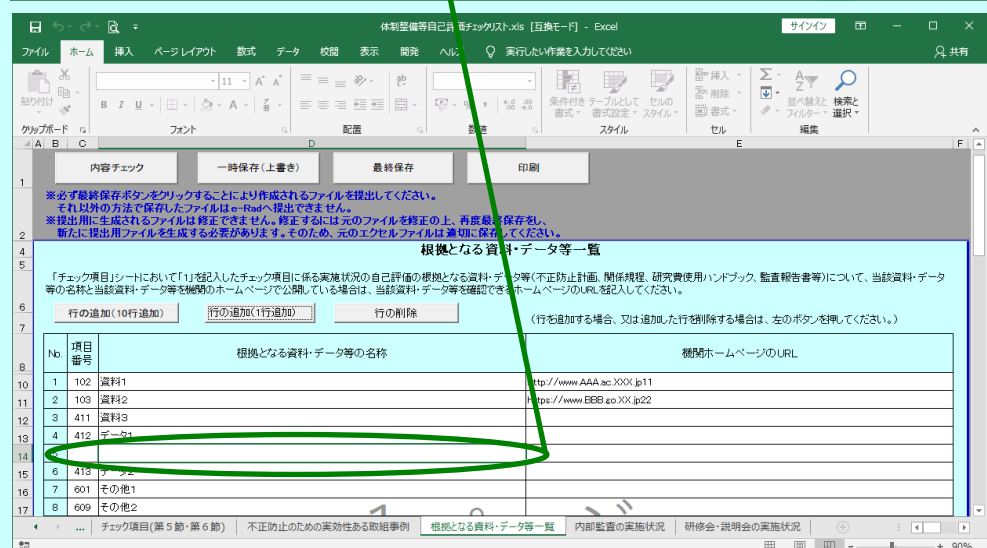 体制整備等自己評価チェックリスト.xls [互換モード] - Excel
サインイン
ファイル ホーム 挿入 ページ レイアウト 数式 データ 校閲 表示 開発 ヘルプ 実行したい作業を入力してください 共有
貼り付け
11
B I U
条件付き書式 テーブルとして書式設定 セルのスタイル
挿入
削除
書式
並べ替えとフィルター 検索と選択
クリップボード フォント 配置 数値 スタイル セル 編集
A B C D E F
内容チェック 一時保存(上書き) 最終保存 印刷
1
※必ず最終保存ボタンをクリックすることにより作成されるファイルを提出してください。
それ以外の方法で保存したファイルはe-Radへ提出できません。
※提出用に生成されるファイルは修正できません。修正するには元のファイルを修正の上、再度最終保存をし、
2 新たに提出用ファイルを生成する必要があります。そのため、元のエクセルファイルは適切に保存してください。
4 根拠となる資料・データ等一覧
5
「チェック項目」シートにおいて「1」を記入したチェック項目に係る実施状況の自己評価の根拠となる資料・データ等(不正防止計画、関係規程、研究費使用ハンドブック、監査報告書等)について、当該資料・データ
等の名称と当該資料・データ等を機関のホームページで公開している場合は、当該資料・データ等を確認できるホームページのURLを記入してください。
6
行の追加(10行追加) 行の追加(1行追加) 行の削除 (行を追加する場合、又は追加した行を削除する場合は、左のボタンを押してください。)
7
8 No. 項目番号 根拠となる資料・データ等の名称 機関ホームページのURL
10 1 102 資料1 http://www.AAA.ac.XXX.jp11
11 2 103 資料2 https://www.BBB.go.XX.jp22
12 3 411 資料3
13 4 412 データ1
14 5
15 6 413 データ2
16 7 601 その他1
17 8 609 その他2
... チェック項目(第5節・第6節) 不正防止のための実効性ある取組事例 根拠となる資料・データ等一覧 内部監査の実施状況 研修会・説明会の実施状況
90%